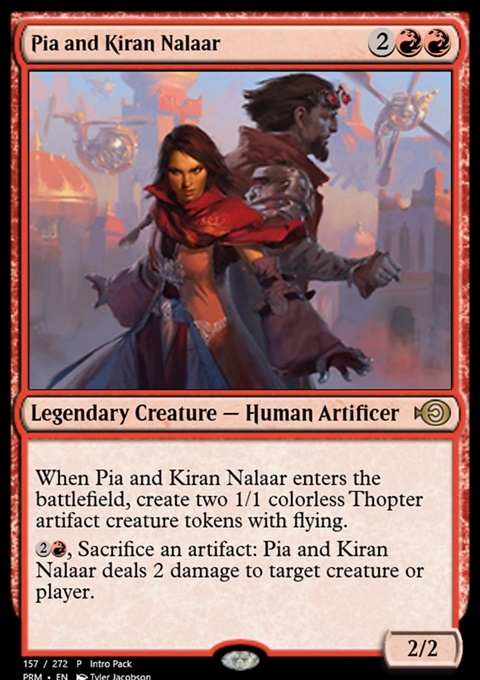 Pia and Kiran Nalaar 2
Legendary Creature — Human Artificer
When Pia and Kiran Nalaar enters the
battlefield, create two 1/1 colorless Thopter
artifact creature tokens with flying.
2, Sacrifice an artifact: Pia and Kiran
Nalaar deals 2 damage to target creature or
player.
2/2
157 / 272 P Intro Pack
PRM • EN Tyler Jacobson